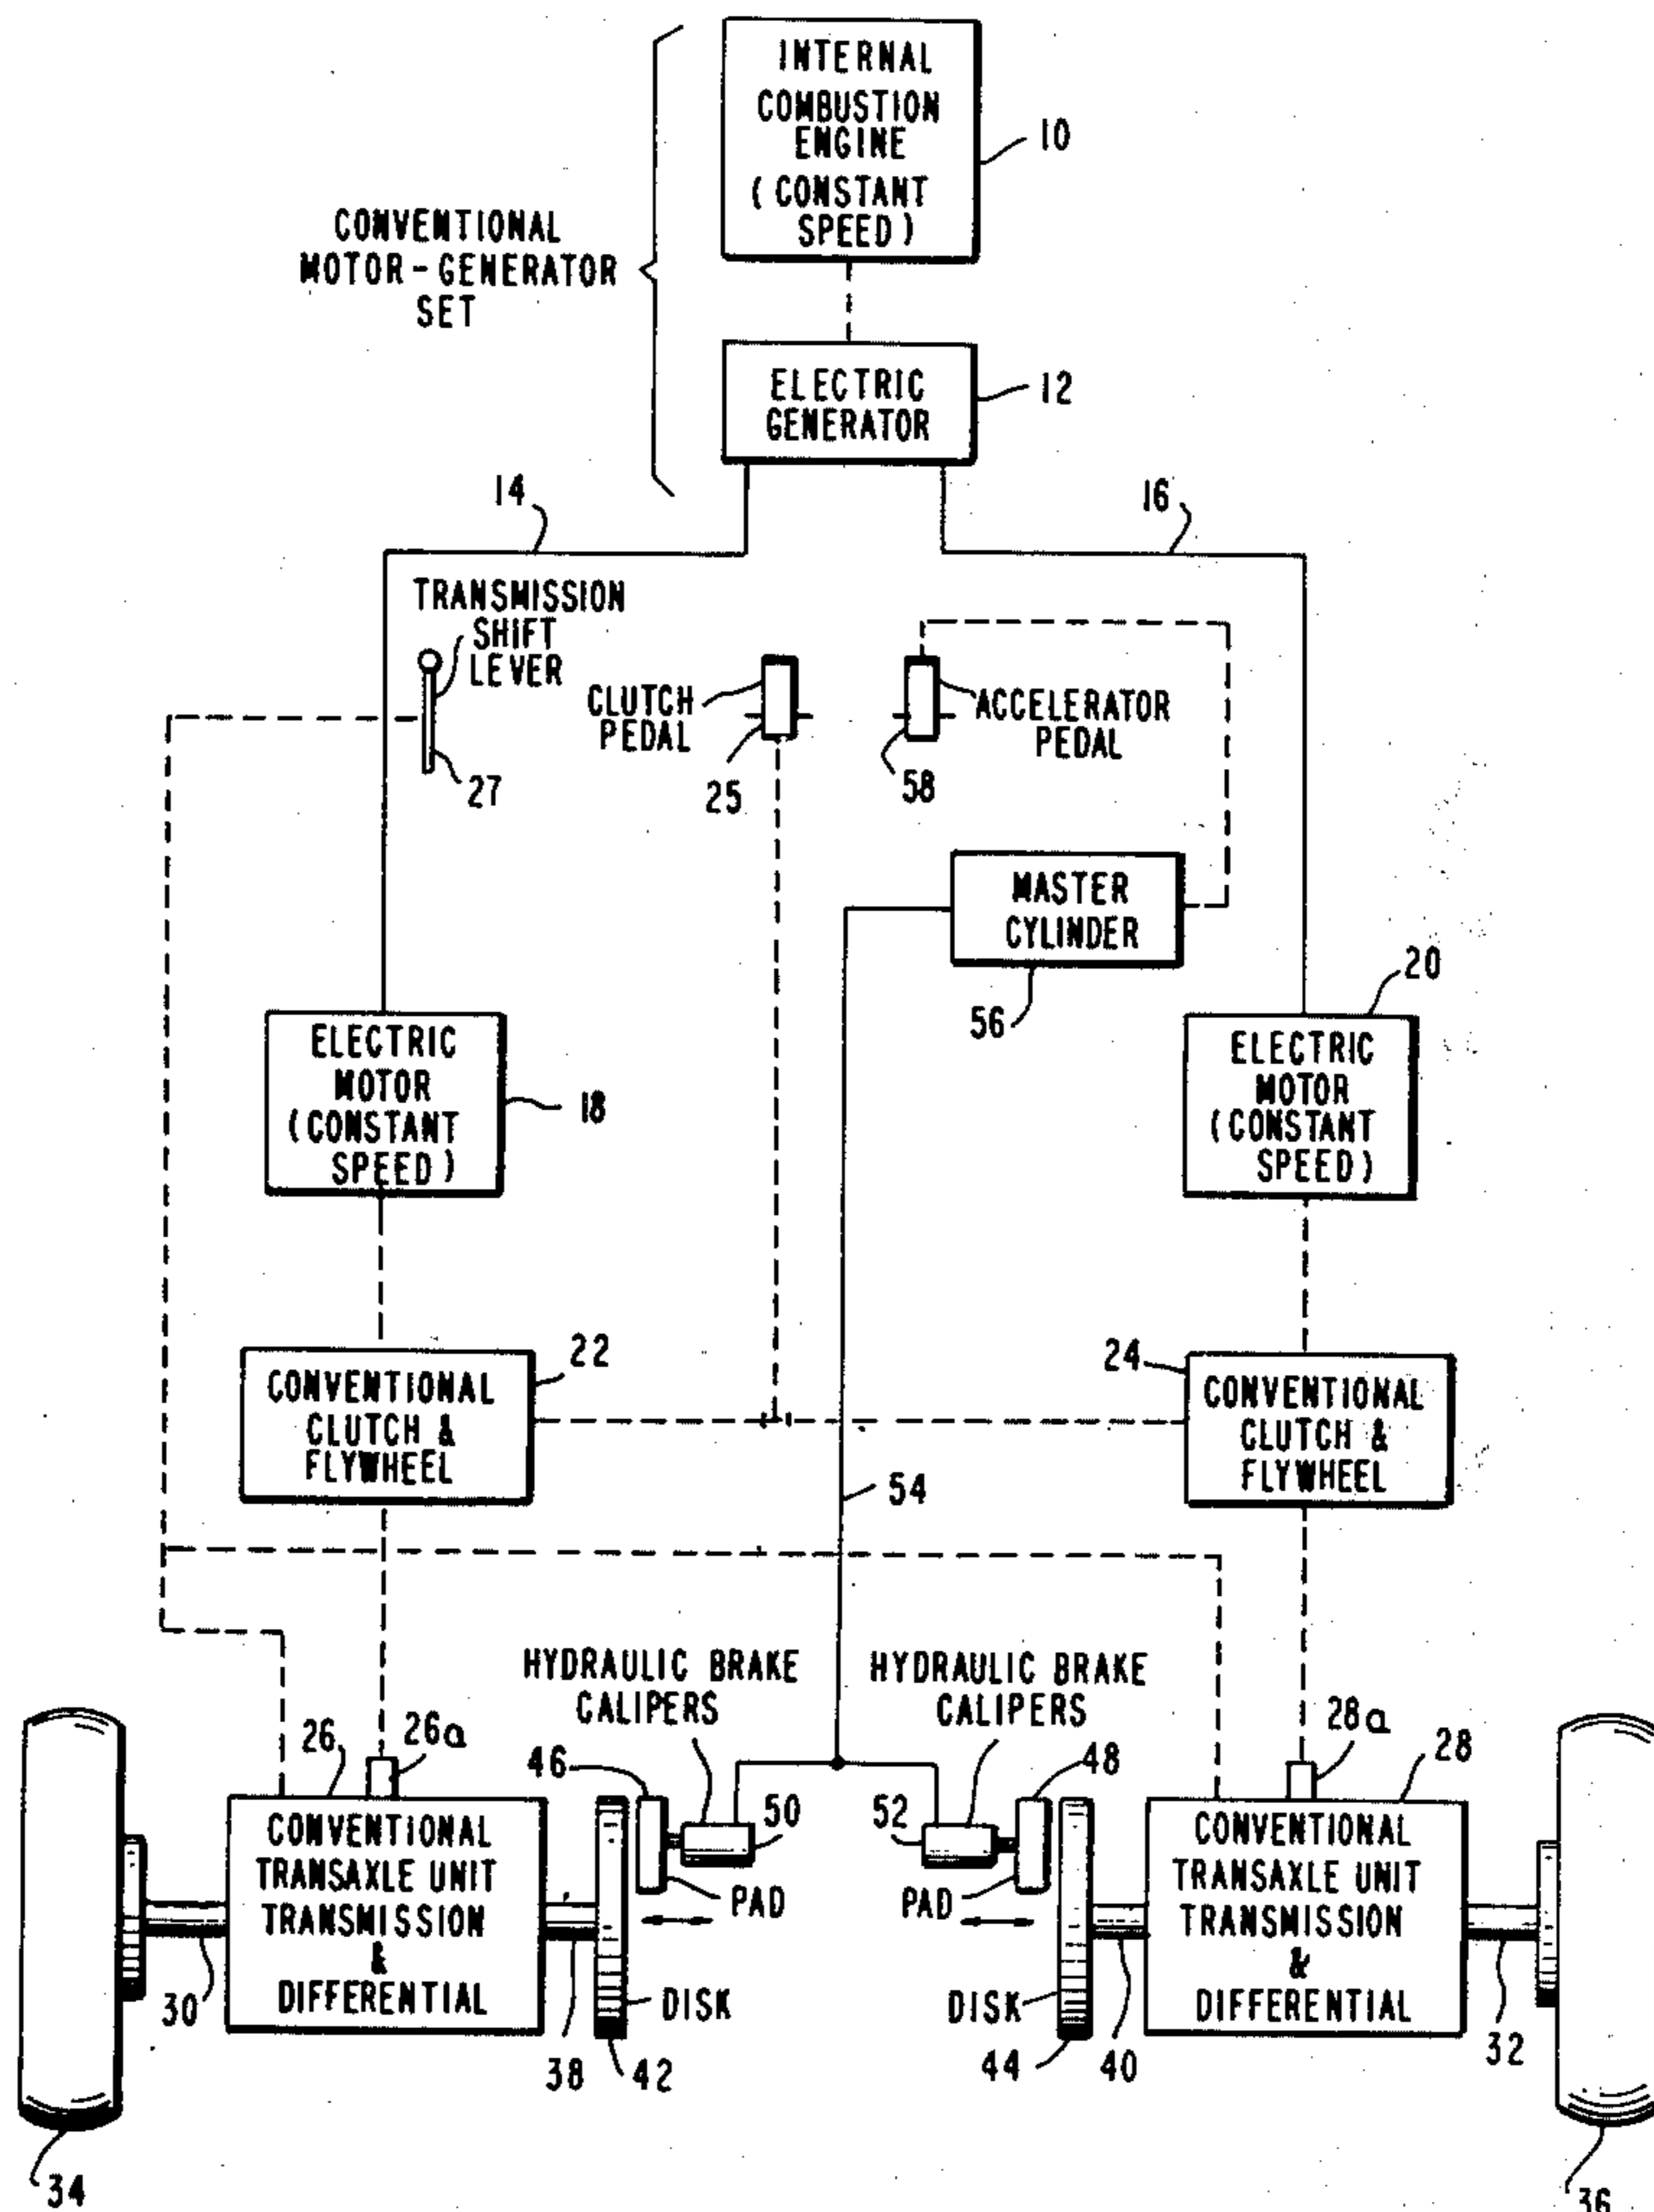 INTERNAL
COMBUSTION
ENGINE
(CONSTANT
SPEED)
10
CONVENTIONAL
MOTOR-GENERATOR
SET
ELECTRIC
GENERATOR
12
14
16
TRANSMISSION
SHIFT
LEVER
27
CLUTCH
PEDAL
25
ACCELERATOR
PEDAL
58
MASTER
CYLINDER
56
ELECTRIC
MOTOR
(CONSTANT
SPEED)
18
20
ELECTRIC
MOTOR
(CONSTANT
SPEED)
22
CONVENTIONAL
CLUTCH &
FLYWHEEL
24
CONVENTIONAL
CLUTCH &
FLYWHEEL
54
HYDRAULIC BRAKE
CALIPERS
HYDRAULIC BRAKE
CALIPERS
26
26a
46
50
52
48
28a
28
CONVENTIONAL
TRANSAXLE UNIT
TRANSMISSION
&
DIFFERENTIAL
PAD
PAD
CONVENTIONAL
TRANSAXLE UNIT
TRANSMISSION
&
DIFFERENTIAL
30
38
DISK
42
DISK
44
40
32
34
36